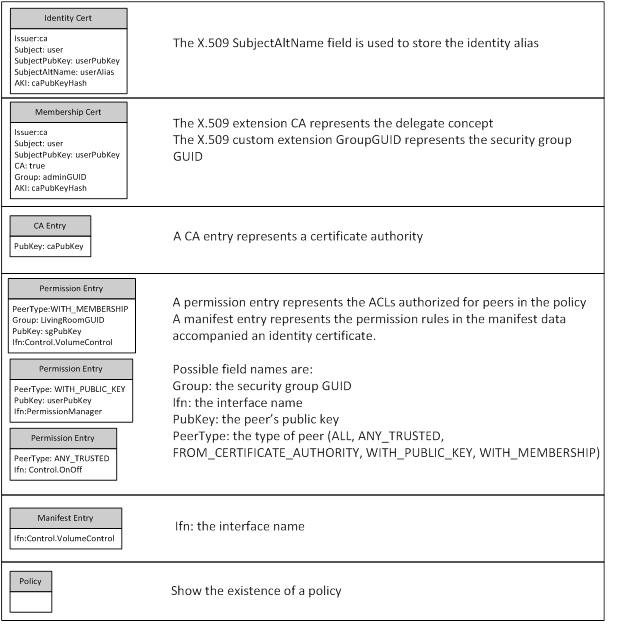 Identity Cert
Issuer:ca
Subject: user
SubjectPubKey: userPubKey
SubjectAltName: userAlias
AKI: caPubKeyHash
The X.509 SubjectAltName field is used to store the identity alias
Membership Cert
Issuer:ca
Subject: user
SubjectPubKey: userPubKey
CA: true
Group: adminGUID
AKI: caPubKeyHash
The X.509 extension CA represents the delegate concept
The X.509 custom extension GroupGUID represents the security group
GUID
CA Entry
PubKey: caPubKey
A CA entry represents a certificate authority
Permission Entry
PeerType:WITH_MEMBERSHIP
Group: LivingRoomGUID
PubKey: sgPubKey
Ifn:Control.VolumeControl
Permission Entry
PeerType: WITH_PUBLIC_KEY
PubKey: userPubKey
Ifn:PermissionManager
Permission Entry
PeerType: ANY_TRUSTED
Ifn: Control.OnOff
A permission entry represents the ACLs authorized for peers in the policy
A manifest entry represents the permission rules in the manifest data
accompanied an identity certificate.
Possible field names are:
Group: the security group GUID
Ifn: the interface name
PubKey: the peer's public key
PeerType: the type of peer (ALL, ANY_TRUSTED,
FROM_CERTIFICATE_AUTHORITY, WITH_PUBLIC_KEY, WITH_MEMBERSHIP)
Manifest Entry
Ifn:Control.VolumeControl
Ifn: the interface name
Policy
Show the existence of a policy